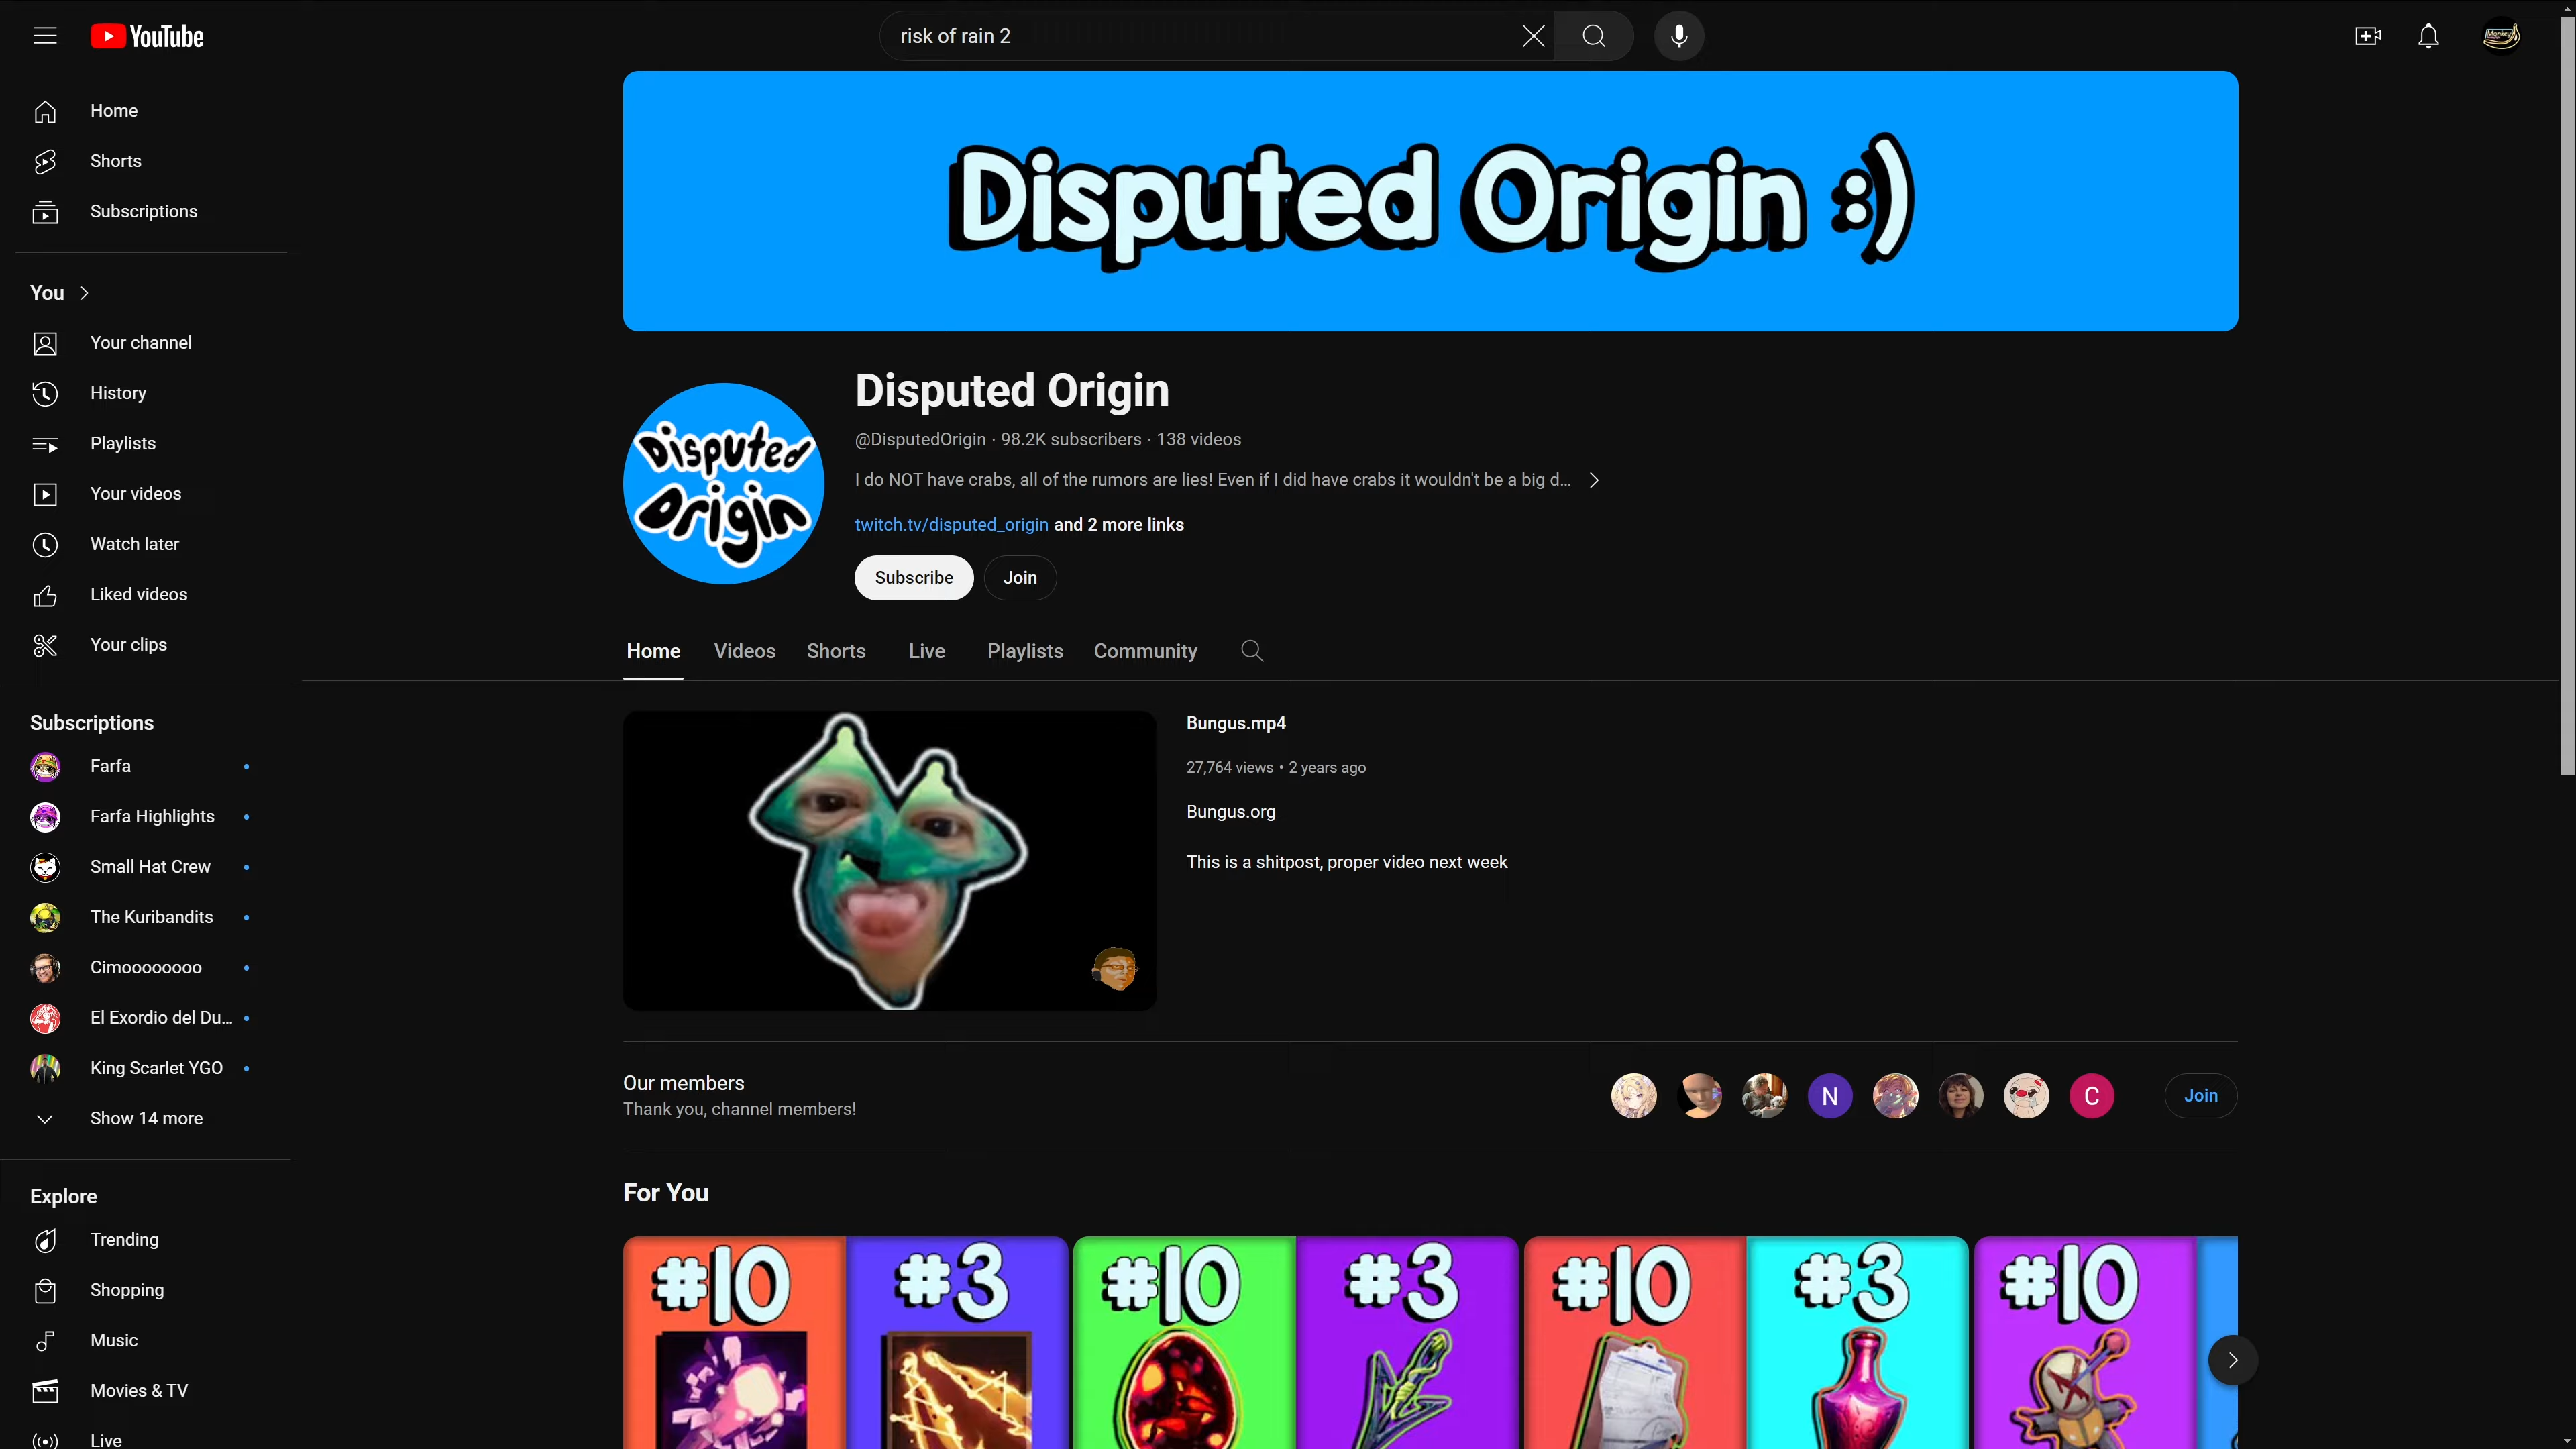 YouTube
risk of rain 2
Home
Shorts
Subscriptions
You
Your channel
History
Playlists
Your videos
Watch later
Liked videos
Your clips
Subscriptions
Farfa
Farfa Highlights
Small Hat Crew
The Kuribandits
Cimoooooooo
El Exordio del Du...
King Scarlet YGO
Show 14 more
Explore
Trending
Shopping
Music
Movies & TV
Live
Disputed Origin :)
Disputed
Origin
Disputed Origin
@DisputedOrigin · 98.2K subscribers · 138 videos
I do NOT have crabs, all of the rumors are lies! Even if I did have crabs it wouldn't be a big d...
twitch.tv/disputed_origin and 2 more links
Subscribe Join
Home Videos Shorts Live Playlists Community
Bungus.mp4
27,764 views • 2 years ago
Bungus.org
This is a shitpost, proper video next week
Our members
Thank you, channel members!
N C Join
For You
#10 #3 #10 #3 #10 #3 #10